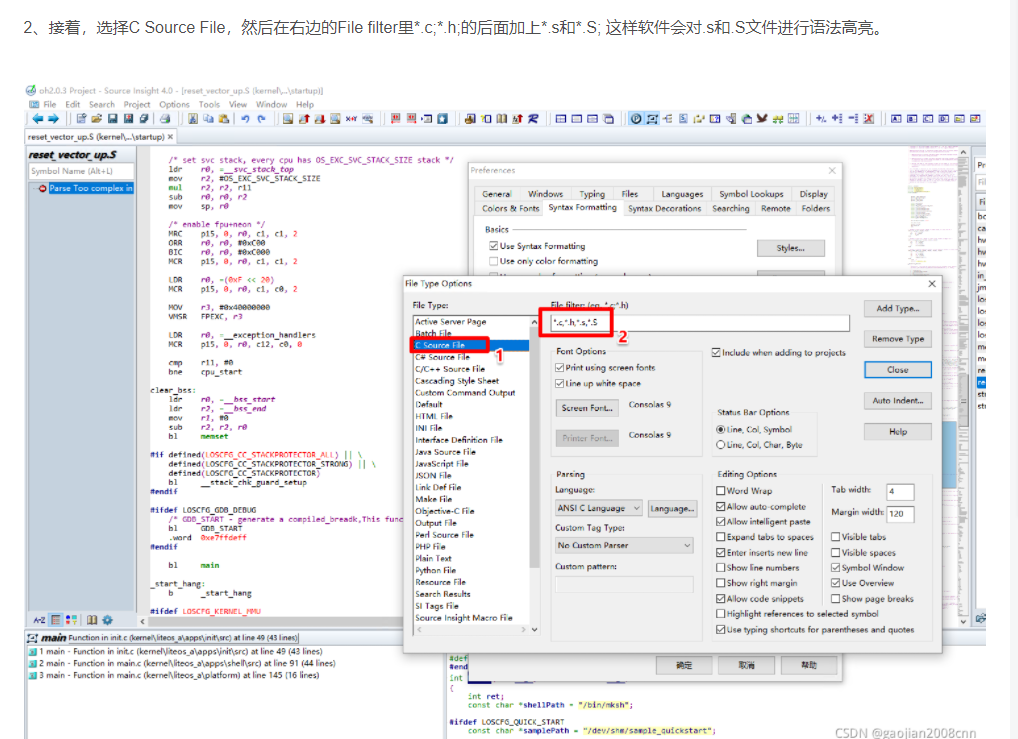 2、接着，选择C Source File，然后在右边的File filter里*.c;*.h;的后面加上*.s和*.S; 这样软件会对.s和.S文件进行语法高亮。
oh2.0.3 Project - Source Insight 4.0 - [reset_vector_up.S (kernel\...\startup)]
File Edit Search Project Options Tools View Window Help
reset_vector_up.S (kernel\...\startup) ×
reset_vector_up.S
Symbol Name (Alt+L)
Parse Too complex in
/* set svc stack, every cpu has OS_EXC_SVC_STACK_SIZE stack */
ldr r0, =__svc_stack_top
mov r2, #OS_EXC_SVC_STACK_SIZE
mul r2, r2, r11
sub r0, r0, r2
mov sp, r0
/* enable fpu+neon */
MRC p15, 0, r0, c1, c1, 2
ORR r0, r0, #0xC00
BIC r0, r0, #0xC000
MCR p15, 0, r0, c1, c1, 2
LDR r0, =(0xF << 20)
MCR p15, 0, r0, c1, c0, 2
MOV r3, #0x40000000
VMSR FPEXC, r3
LDR r0, =__exception_handlers
MCR p15, 0, r0, c12, c0, 0
cmp r11, #0
bne cpu_start
clear_bss:
ldr r0, =__bss_start
ldr r2, =__bss_end
mov r1, #0
sub r2, r2, r0
bl memset
#if defined(LOSCFG_CC_STACKPROTECTOR_ALL) || \
defined(LOSCFG_CC_STACKPROTECTOR_STRONG) || \
defined(LOSCFG_CC_STACKPROTECTOR)
bl __stack_chk_guard_setup
#endif
#ifdef LOSCFG_GDB_DEBUG
/* GDB_START - generate a compiled_breadk,This func
bl GDB_START
.word 0xe7ffdeff
#endif
bl main
_start_hang:
b _start_hang
#ifdef LOSCFG_KERNEL_MMU
Preferences
General Windows Typing Files Languages Symbol Lookups Display
Colors & Fonts Syntax Formatting Syntax Decorations Searching Remote Folders
Basics
Use Syntax Formatting
Styles...
Use only color formatting
File Type Options
File Type:
Active Server Page
Batch File
C Source File
1
C# Source File
C/C++ Source File
Cascading Style Sheet
Custom Command Output
Default
HTML File
INI File
Interface Definition File
Java Source File
JavaScript File
JSON File
Link Def File
Make File
Objective-C File
Output File
Perl Source File
PHP File
Plain Text
Python File
Resource File
Search Results
SI Tags File
Source Insight Macro File
File filter: (eg. *.c;*.h)
*.c;*.h;*.s;*.S
2
Font Options
Print using screen fonts
Line up white space
Screen Font...
Consolas 9
Printer Font...
Consolas 9
Include when adding to projects
Status Bar Options
Line, Col, Symbol
Line, Col, Char, Byte
Add Type...
Remove Type
Close
Auto Indent...
Help
Parsing
Language:
ANSI C Language
Language...
Custom Tag Type:
No Custom Parser
Custom pattern:
Editing Options
Word Wrap
Allow auto-complete
Allow intelligent paste
Expand tabs to spaces
Enter inserts new line
Show line numbers
Show right margin
Allow code snippets
Highlight references to selected symbol
Use typing shortcuts for parentheses and quotes
Tab width: 4
Margin width: 120
Visible tabs
Visible spaces
Symbol Window
Use Overview
Show page breaks
确定 取消 帮助
A-Z
main Function in init.c (kernel\liteos_a\apps\init\src) at line 49 (43 lines)
1 main - Function in init.c (kernel\liteos_a\apps\init\src) at line 49 (43 lines)
2 main - Function in main.c (kernel\liteos_a\apps\shell\src) at line 91 (44 lines)
3 main - Function in main.c (kernel\liteos_a\platform) at line 145 (16 lines)
#def
#end
int
{
int ret;
const char *shellPath = "/bin/mksh";
#ifdef LOSCFG_QUICK_START
const char *samplePath = "/dev/shm/sample_quickstart";
CSDN @gaojian2008cnn